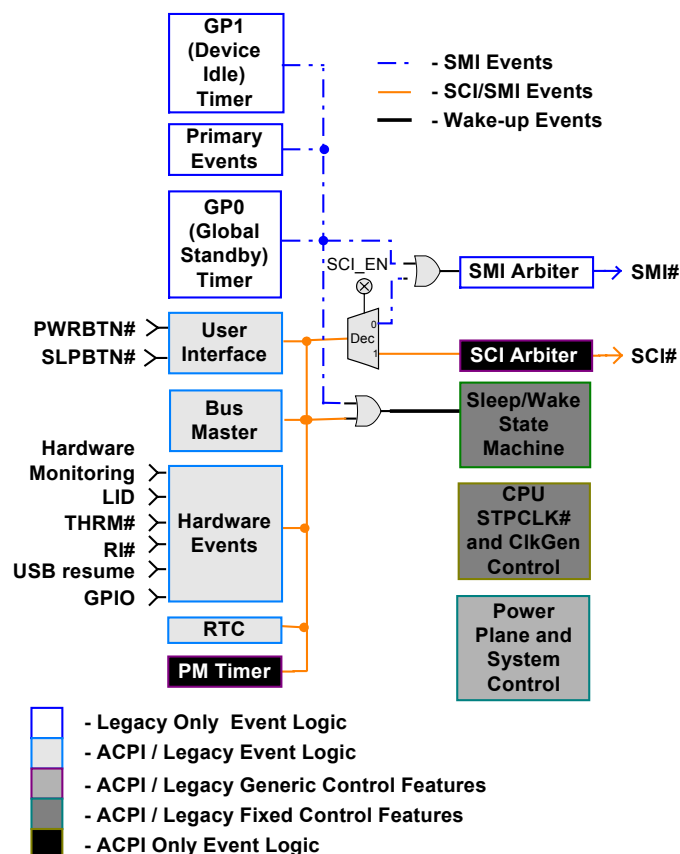 GP1
(Device
Idle)
Timer
- SMI Events
- SCI/SMI Events
- Wake-up Events
Primary
Events
GP0
(Global
Standby)
Timer
SCI_EN
SMI Arbiter
SMI#
PWRBTN#
SLPBTN#
User
Interface
0
Dec
1
SCI Arbiter
SCI#
Bus
Master
Sleep/Wake
State
Machine
Hardware
Monitoring
LID
THRM#
RI#
USB resume
GPIO
Hardware
Events
CPU
STPCLK#
and ClkGen
Control
RTC
PM Timer
Power
Plane and
System
Control
- Legacy Only  Event Logic
- ACPI / Legacy Event Logic
- ACPI / Legacy Generic Control Features
- ACPI / Legacy Fixed Control Features
- ACPI Only Event Logic